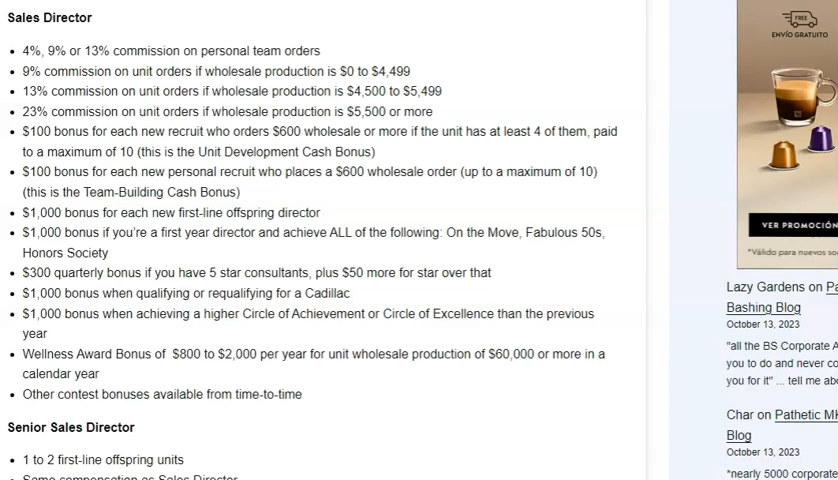 Sales Director
4%, 9% or 13% commission on personal team orders
9% commission on unit orders if wholesale production is $0 to $4,499
13% commission on unit orders if wholesale production is $4,500 to $5,499
23% commission on unit orders if wholesale production is $5,500 or more
$100 bonus for each new recruit who orders $600 wholesale or more if the unit has at least 4 of them, paid
to a maximum of 10 (this is the Unit Development Cash Bonus)
$100 bonus for each new personal recruit who places a $600 wholesale order (up to a maximum of 10)
(this is the Team-Building Cash Bonus)
$1,000 bonus for each new first-line offspring director
$1,000 bonus if you're a first year director and achieve ALL of the following: On the Move, Fabulous 50s,
Honors Society
$300 quarterly bonus if you have 5 star consultants, plus $50 more for star over that
$1,000 bonus when qualifying or requalifying for a Cadillac
$1,000 bonus when achieving a higher Circle of Achievement or Circle of Excellence than the previous
year
Wellness Award Bonus of $800 to $2,000 per year for unit wholesale production of $60,000 or more in a
calendar year
Other contest bonuses available from time-to-time
Senior Sales Director
1 to 2 first-line offspring units
Same compensation as Sales Director
FREE
ENVÍO GRATUITO
VER PROMOCIÓN
*Válido para nuevos
Lazy Gardens on
Bashing Blog
October 13, 2023
"all the BS Corporate
you to do and never
you for it" ... tell me
Char on Pathetic
Blog
October 13, 2023
"nearly 5000 corporate